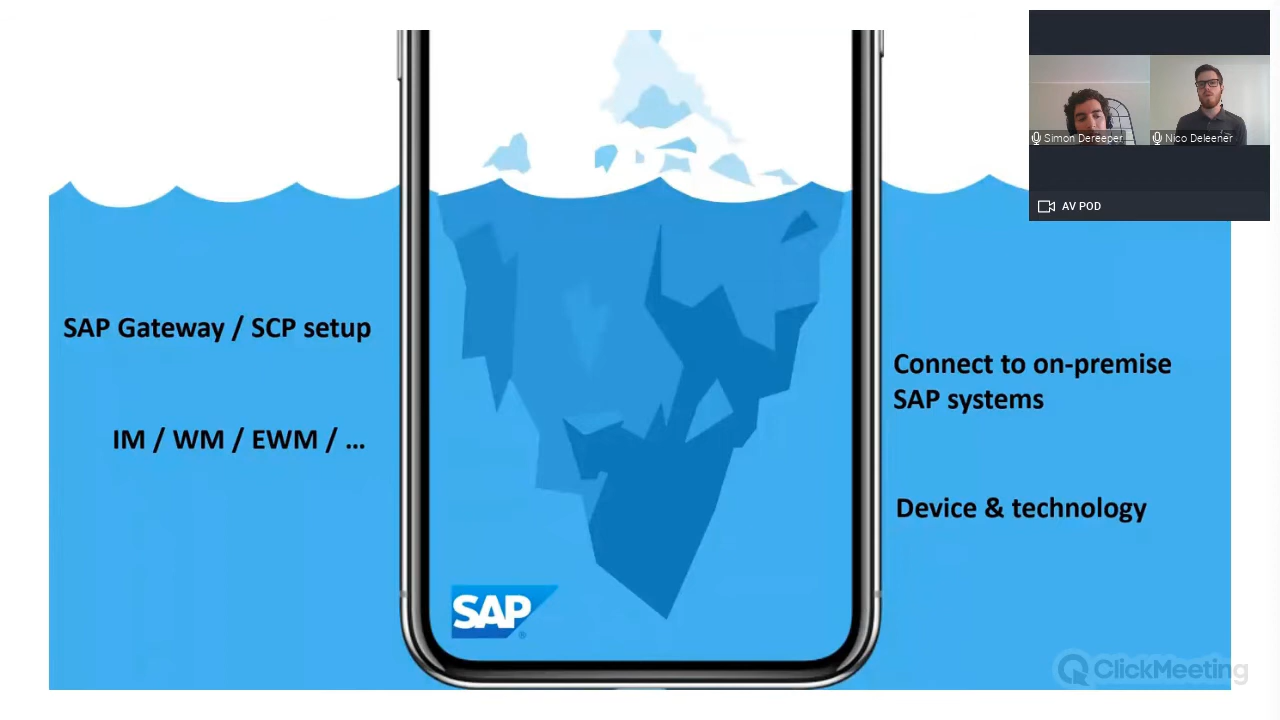 Simon Dereeper
Nico Deleener
AV POD
SAP Gateway / SCP setup
Connect to on-premise
SAP systems
IM / WM / EWM / ...
Device & technology
SAP
®
ClickMeeting